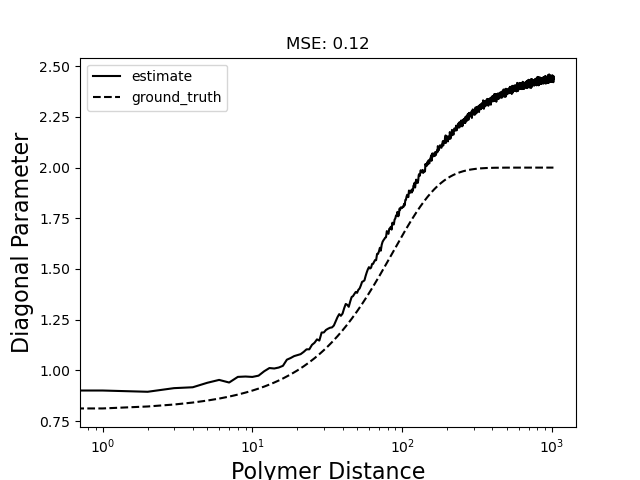 MSE: 0.12
estimate
ground_truth
Diagonal Parameter
2.50
2.25
2.00
1.75
1.50
1.25
1.00
0.75
10⁰
10¹
10²
10³
Polymer Distance